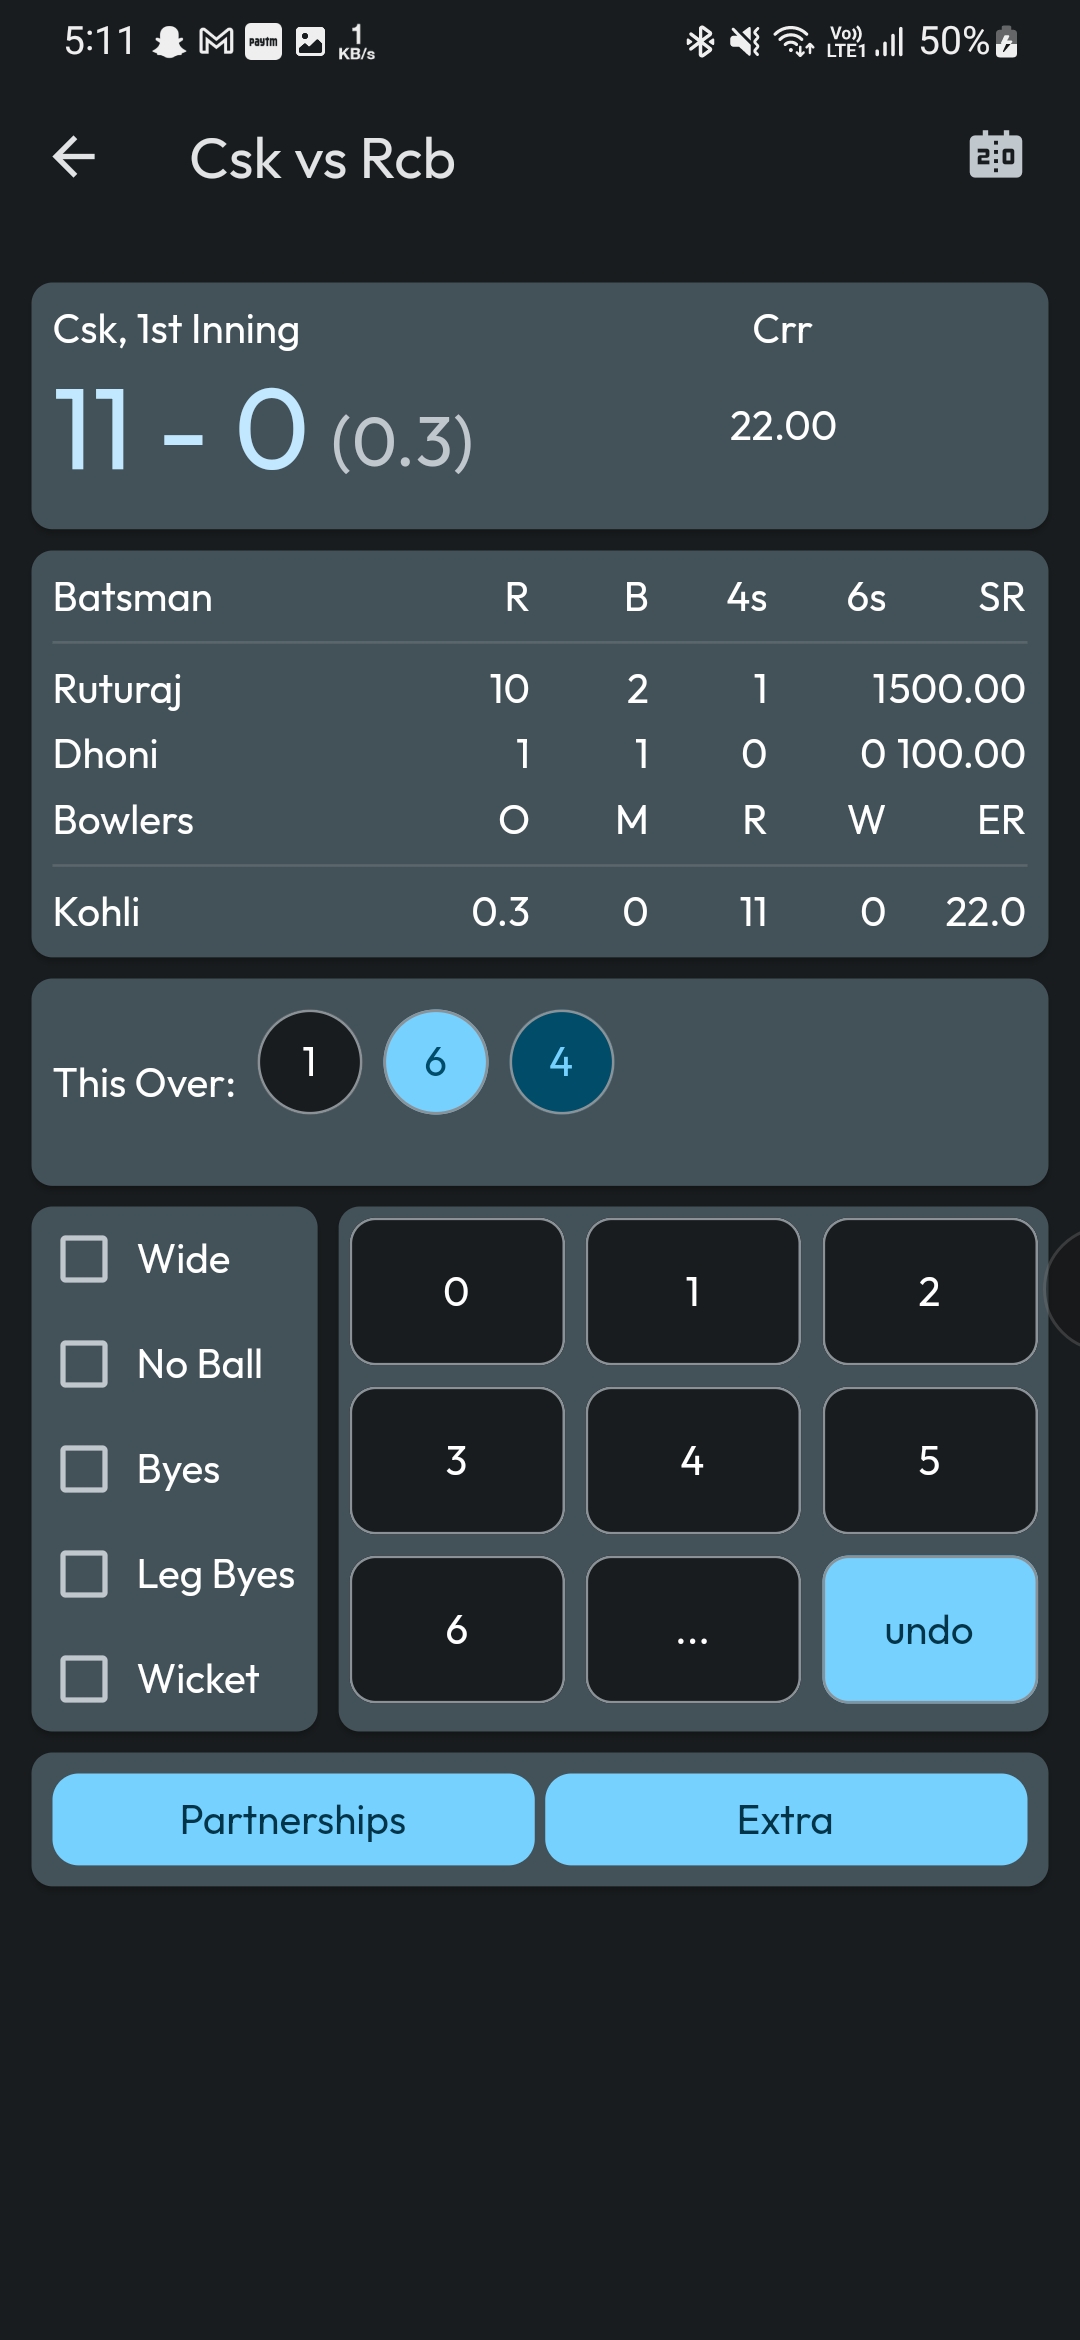 5:11 paytm 1 KB/s Vo)) LTE1 50%
Csk vs Rcb 2:0
Csk, 1st Inning Crr
11 - 0 (0.3) 22.00
Batsman R B 4s 6s SR
Ruturaj 10 2 1 1 500.00
Dhoni 1 1 0 0 100.00
Bowlers O M R W ER
Kohli 0.3 0 11 0 22.0
This Over: 1 6 4
Wide
No Ball
Byes
Leg Byes
Wicket
0 1 2
3 4 5
6 ... undo
Partnerships Extra